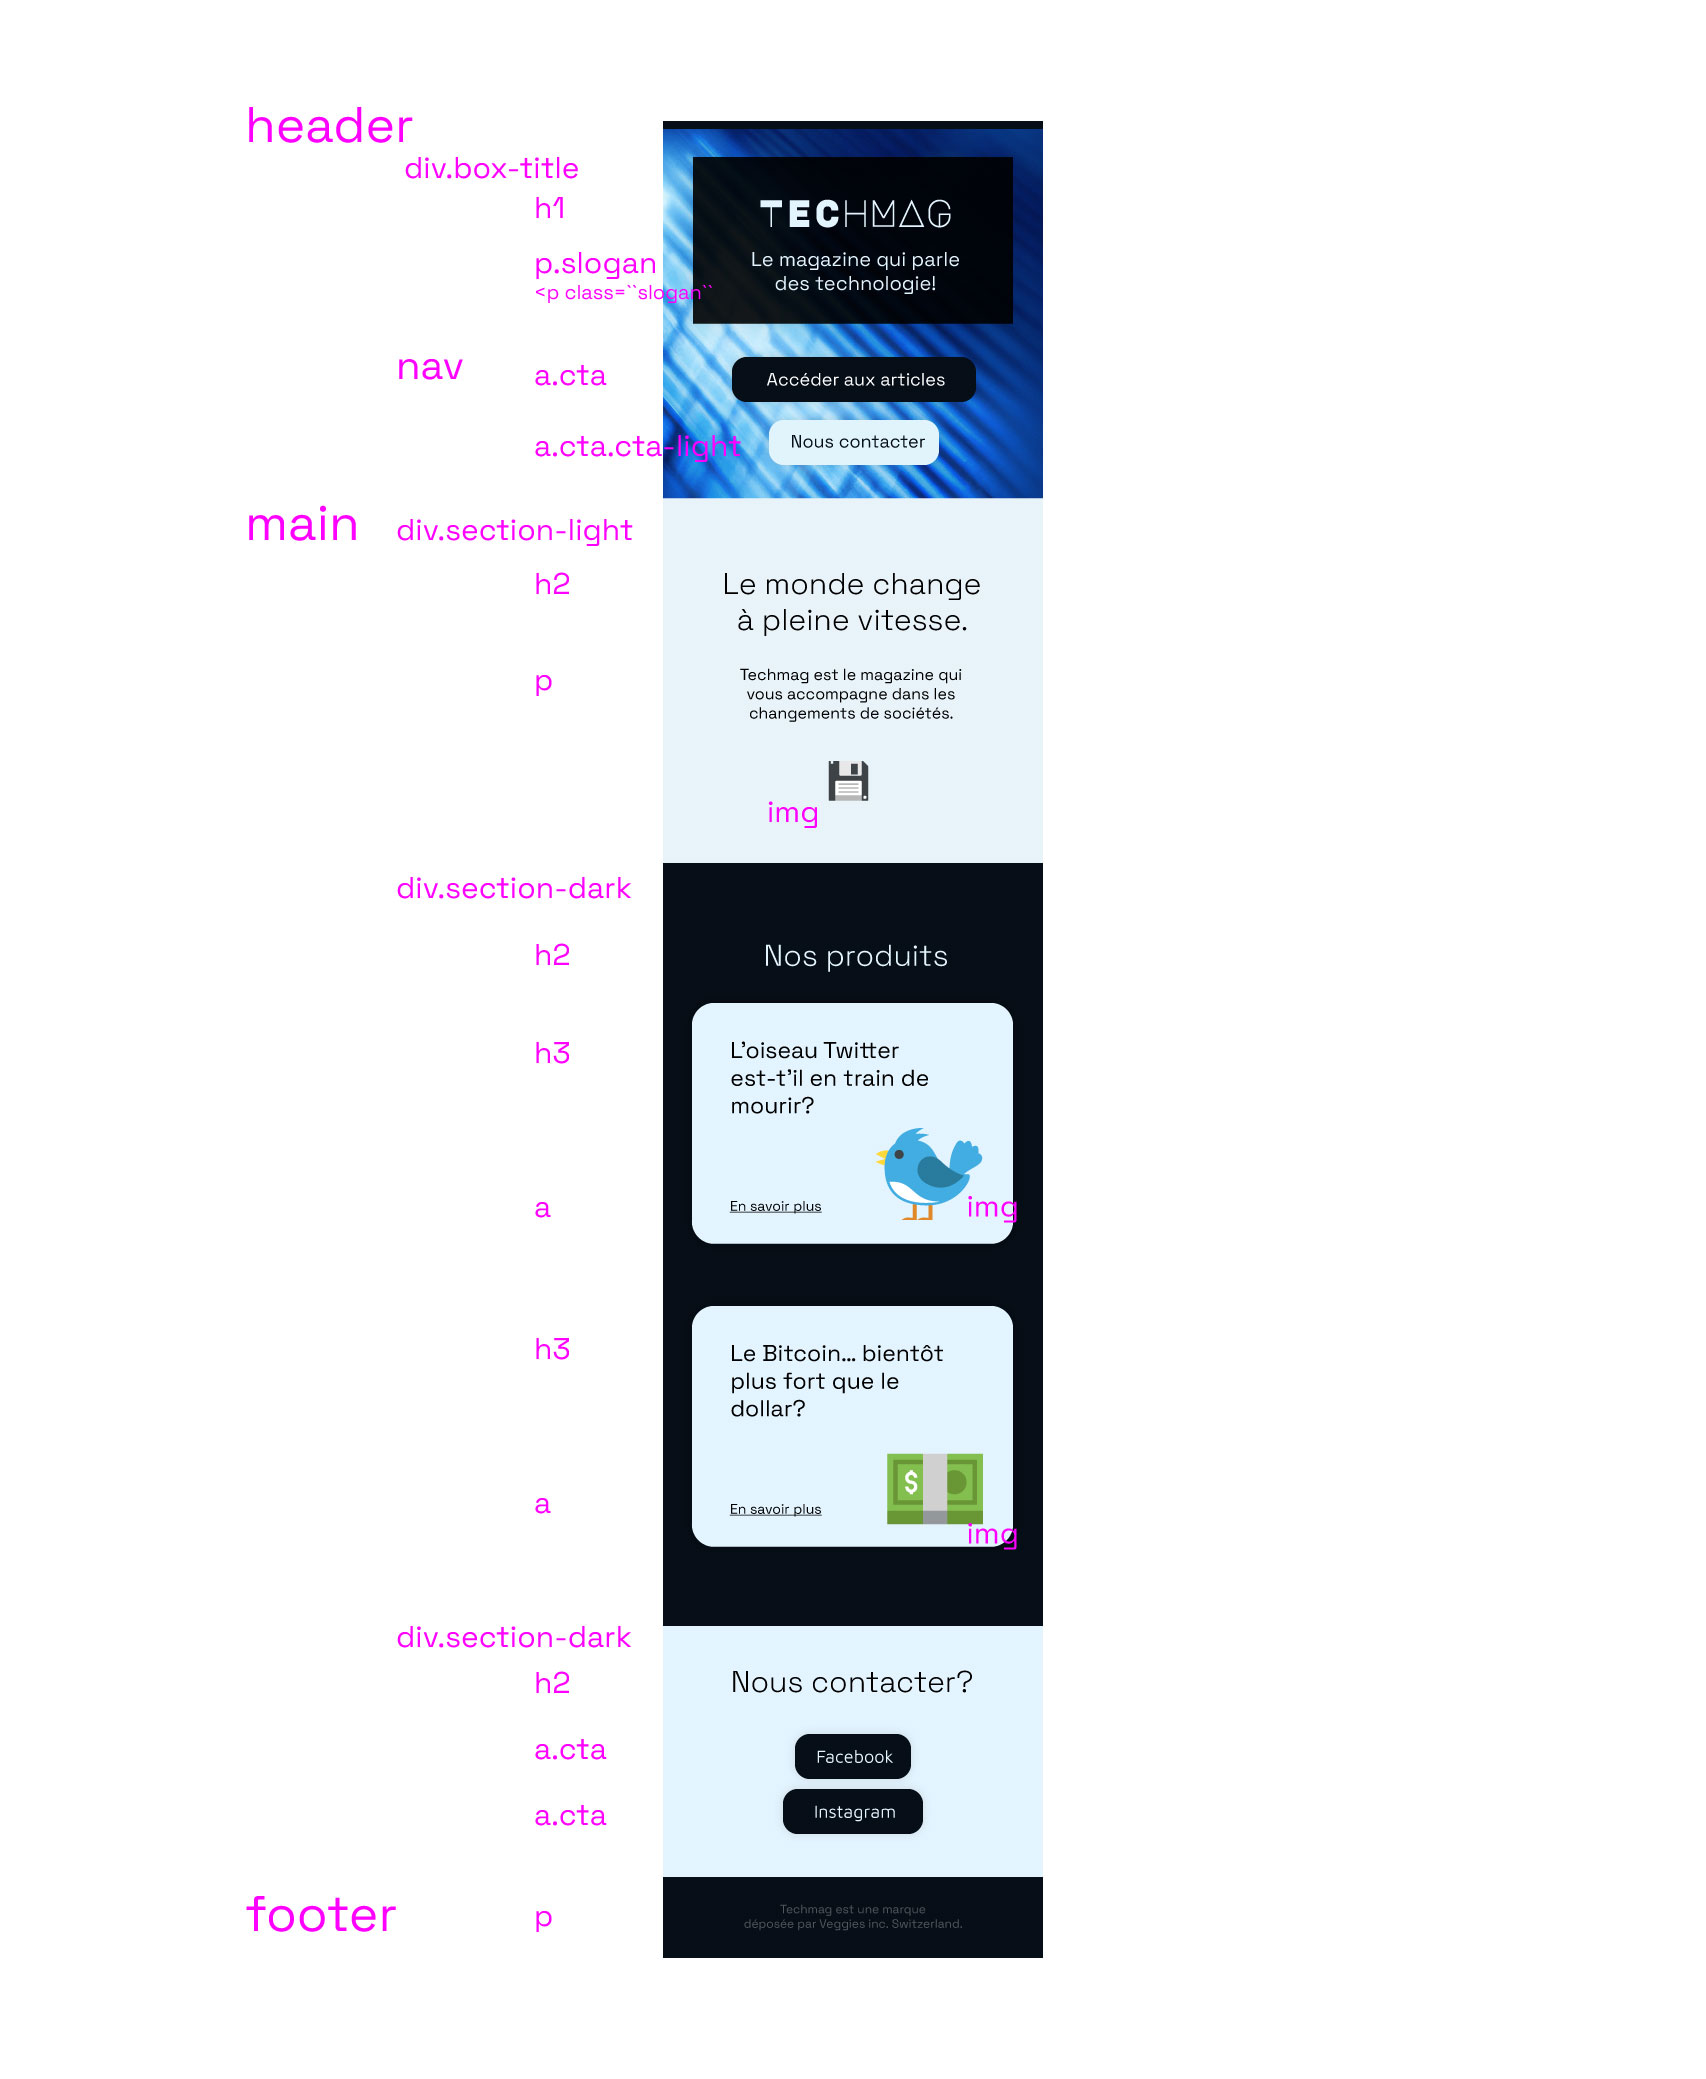 header
div.box-title
h1
TECHMAG
p.slogan
<p class=``slogan``
Le magazine qui parle
des technologie!
nav
a.cta
Accéder aux articles
a.cta.cta-light
Nous contacter
main
div.section-light
h2
Le monde change
à pleine vitesse.
p
Techmag est le magazine qui
vous accompagne dans les
changements de sociétés.
img
div.section-dark
h2
Nos produits
h3
L'oiseau Twitter
est-t'il en train de
mourir?
a
En savoir plus
img
h3
Le Bitcoin... bientôt
plus fort que le
dollar?
$
a
En savoir plus
img
div.section-dark
h2
Nous contacter?
a.cta
Facebook
a.cta
Instagram
footer
p
Techmag est une marque
déposée par Veggies inc. Switzerland.